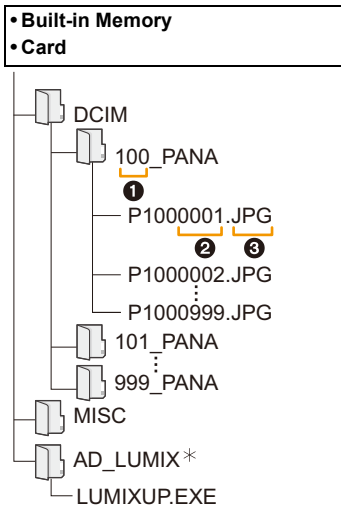 • Built-in Memory
• Card
DCIM
100_PANA
❶
P1000001.JPG
❷ ❸
P1000002.JPG
P1000999.JPG
101_PANA
999_PANA
MISC
AD_LUMIX✳
LUMIXUP.EXE